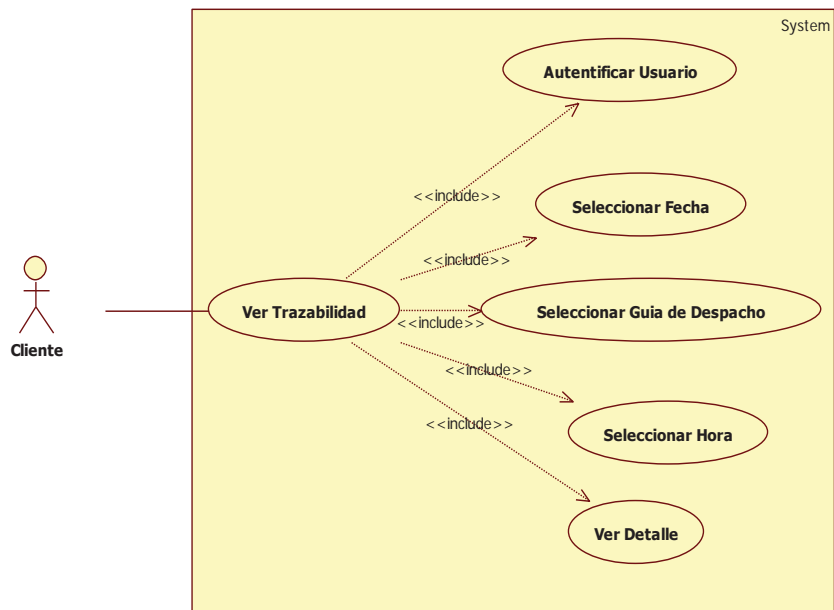 System
Autentificar Usuario
<<include>>
Seleccionar Fecha
<<include>>
Ver Trazabilidad
<<include>>
Seleccionar Guia de Despacho
Cliente
<<include>>
Seleccionar Hora
<<include>>
Ver Detalle